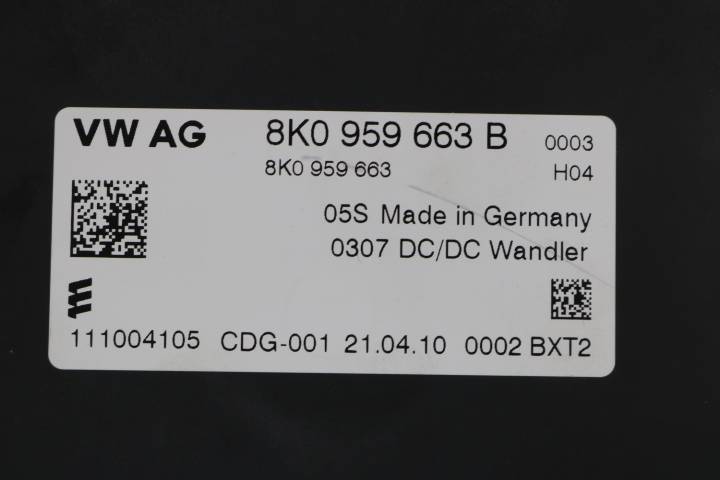 VW AG 8K0 959 663 B 0003
8K0 959 663 H04
05S Made in Germany
0307 DC/DC Wandler
111004105 CDG-001 21.04.10 0002 BXT2